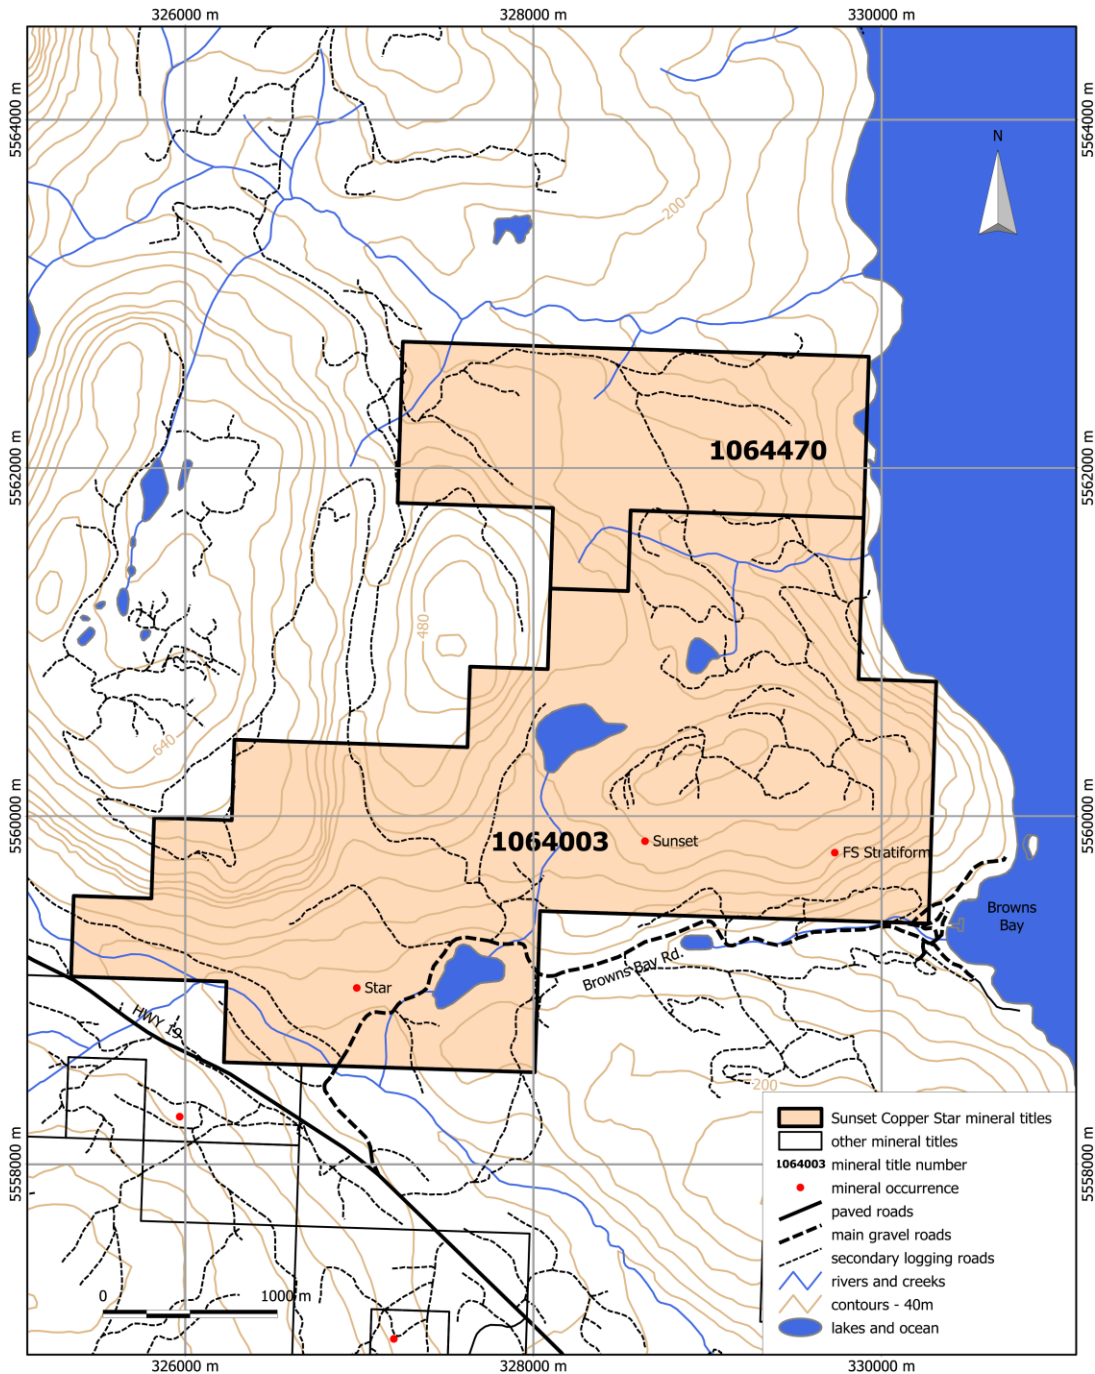 326000 m
328000 m
330000 m
5564000 m
5564000 m
N
200
5562000 m
1064470
5562000 m
480
640
5560000 m
1064003
Sunset
FS Stratiform
5560000 m
Browns
Bay
Browns Bay Rd.
Star
HWY 19
200
5558000 m
5558000 m
Sunset Copper Star mineral titles
other mineral titles
1064003 mineral title number
mineral occurrence
paved roads
main gravel roads
secondary logging roads
rivers and creeks
contours - 40m
lakes and ocean
0 1000 m
326000 m
328000 m
330000 m